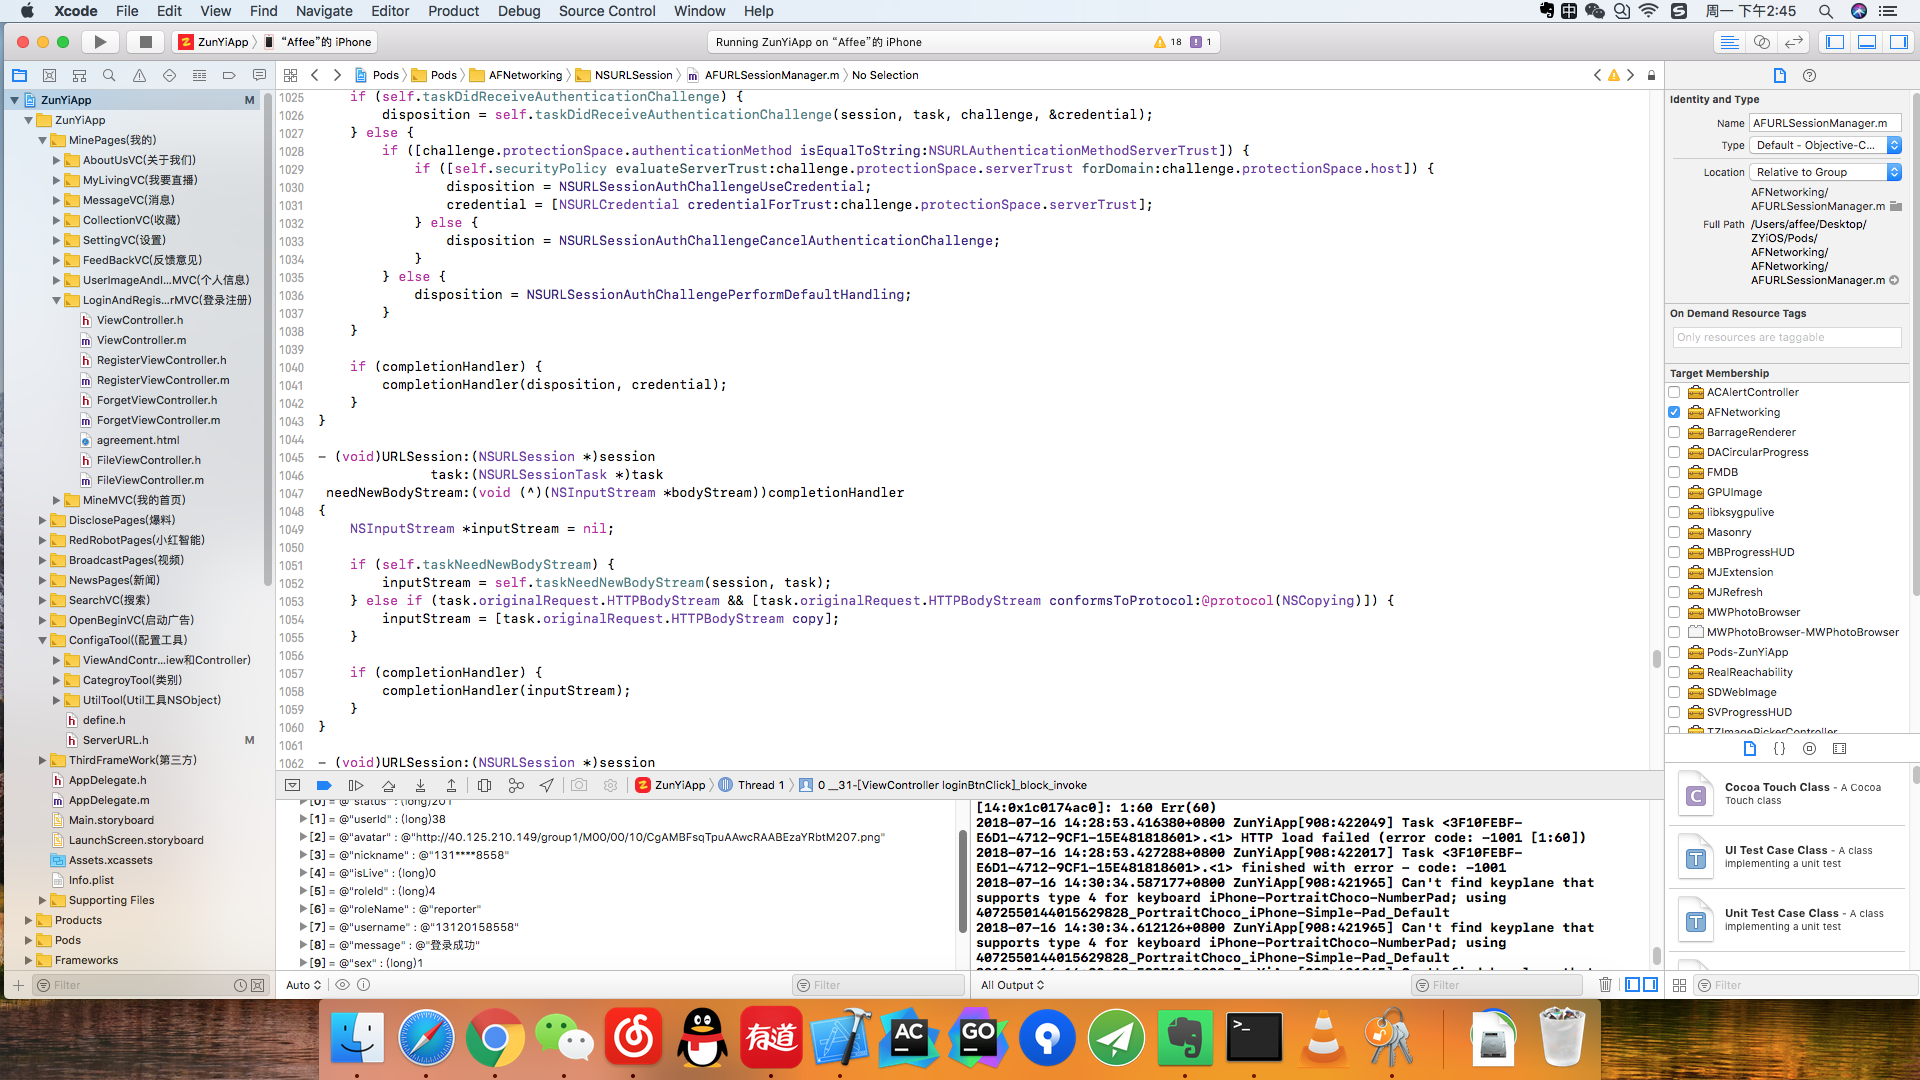 Xcode File Edit View Find Navigate Editor Product Debug Source Control Window Help
周一 下午2:45
ZunYiApp “Affee”的 iPhone
Running ZunYiApp on “Affee”的 iPhone
18 1
Pods Pods AFNetworking NSURLSession AFURLSessionManager.m No Selection
ZunYiApp M
ZunYiApp
MinePages(我的)
AboutUsVC(关于我们)
MyLivingVC(我要直播)
MessageVC(消息)
CollectionVC(收藏)
SettingVC(设置)
FeedBackVC(反馈意见)
UserImageAndI...MVC(个人信息)
LoginAndRegis...rMVC(登录注册)
ViewController.h
ViewController.m
RegisterViewController.h
RegisterViewController.m
ForgetViewController.h
ForgetViewController.m
agreement.html
FileViewController.h
FileViewController.m
MineMVC(我的首页)
DisclosePages(爆料)
RedRobotPages(小红智能)
BroadcastPages(视频)
NewsPages(新闻)
SearchVC(搜索)
OpenBeginVC(启动广告)
ConfigaTool((配置工具)
ViewAndContr...iew和Controller)
CategroyTool(类别)
UtilTool(Util工具NSObject)
define.h
ServerURL.h M
ThirdFrameWork(第三方)
AppDelegate.h
AppDelegate.m
Main.storyboard
LaunchScreen.storyboard
Assets.xcassets
Info.plist
Supporting Files
Products
Pods
Frameworks
Filter
1025 if (self.taskDidReceiveAuthenticationChallenge) {
1026 disposition = self.taskDidReceiveAuthenticationChallenge(session, task, challenge, &credential);
1027 } else {
1028 if ([challenge.protectionSpace.authenticationMethod isEqualToString:NSURLAuthenticationMethodServerTrust]) {
1029 if ([self.securityPolicy evaluateServerTrust:challenge.protectionSpace.serverTrust forDomain:challenge.protectionSpace.host]) {
1030 disposition = NSURLSessionAuthChallengeUseCredential;
1031 credential = [NSURLCredential credentialForTrust:challenge.protectionSpace.serverTrust];
1032 } else {
1033 disposition = NSURLSessionAuthChallengeCancelAuthenticationChallenge;
1034 }
1035 } else {
1036 disposition = NSURLSessionAuthChallengePerformDefaultHandling;
1037 }
1038 }
1039
1040 if (completionHandler) {
1041 completionHandler(disposition, credential);
1042 }
1043 }
1044
1045 - (void)URLSession:(NSURLSession *)session
1046 task:(NSURLSessionTask *)task
1047 needNewBodyStream:(void (^)(NSInputStream *bodyStream))completionHandler
1048 {
1049 NSInputStream *inputStream = nil;
1050
1051 if (self.taskNeedNewBodyStream) {
1052 inputStream = self.taskNeedNewBodyStream(session, task);
1053 } else if (task.originalRequest.HTTPBodyStream && [task.originalRequest.HTTPBodyStream conformsToProtocol:@protocol(NSCopying)]) {
1054 inputStream = [task.originalRequest.HTTPBodyStream copy];
1055 }
1056
1057 if (completionHandler) {
1058 completionHandler(inputStream);
1059 }
1060 }
1061
1062 - (void)URLSession:(NSURLSession *)session
ZunYiApp Thread 1 0 __31-[ViewController loginBtnClick]_block_invoke
[0] = @"status" : (long)201
[1] = @"userId" : (long)38
[2] = @"avatar" : @"http://40.125.210.149/group1/M00/00/10/CgAMBFsqTpuAAwcRAABEzaYRbtM207.png"
[3] = @"nickname" : @"131****8558"
[4] = @"isLive" : (long)0
[5] = @"roleId" : (long)4
[6] = @"roleName" : @"reporter"
[7] = @"username" : @"13120158558"
[8] = @"message" : @"登录成功"
[9] = @"sex" : (long)1
Auto Filter
[14:0x1c0174ac0]: 1:60 Err(60)
2018-07-16 14:28:53.416380+0800 ZunYiApp[908:422049] Task <3F10FEBF-
E6D1-4712-9CF1-15E481818601>.<1> HTTP load failed (error code: -1001 [1:60])
2018-07-16 14:28:53.427288+0800 ZunYiApp[908:422017] Task <3F10FEBF-
E6D1-4712-9CF1-15E481818601>.<1> finished with error - code: -1001
2018-07-16 14:30:34.587177+0800 ZunYiApp[908:421965] Can't find keyplane that
supports type 4 for keyboard iPhone-PortraitChoco-NumberPad; using
4072550144015629828_PortraitChoco_iPhone-Simple-Pad_Default
2018-07-16 14:30:34.612126+0800 ZunYiApp[908:421965] Can't find keyplane that
supports type 4 for keyboard iPhone-PortraitChoco-NumberPad; using
4072550144015629828_PortraitChoco_iPhone-Simple-Pad_Default
All Output Filter
Identity and Type
Name AFURLSessionManager.m
Type Default - Objective-C...
Location Relative to Group
AFNetworking/
AFURLSessionManager.m
Full Path /Users/affee/Desktop/
ZYiOS/Pods/
AFNetworking/
AFNetworking/
AFURLSessionManager.m
On Demand Resource Tags
Only resources are taggable
Target Membership
ACAlertController
AFNetworking
BarrageRenderer
DACircularProgress
FMDB
GPUImage
libksygpulive
Masonry
MBProgressHUD
MJExtension
MJRefresh
MWPhotoBrowser
MWPhotoBrowser-MWPhotoBrowser
Pods-ZunYiApp
RealReachability
SDWebImage
SVProgressHUD
TZImagePickerController
{}
C Cocoa Touch Class - A Cocoa
Touch class
T UI Test Case Class - A class
implementing a unit test
T Unit Test Case Class - A class
implementing a unit test
Filter
有道 AC GO